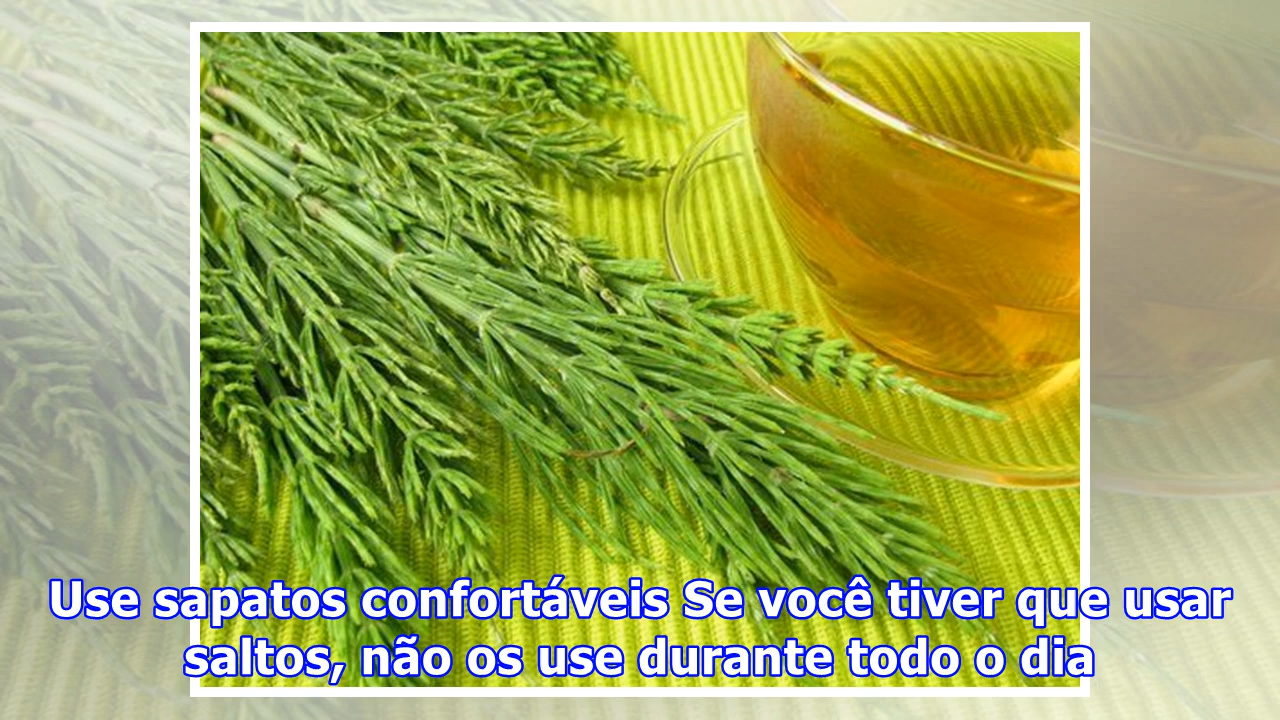 Use sapatos confortáveis Se você tiver que usar
saltos, não os use durante todo o dia